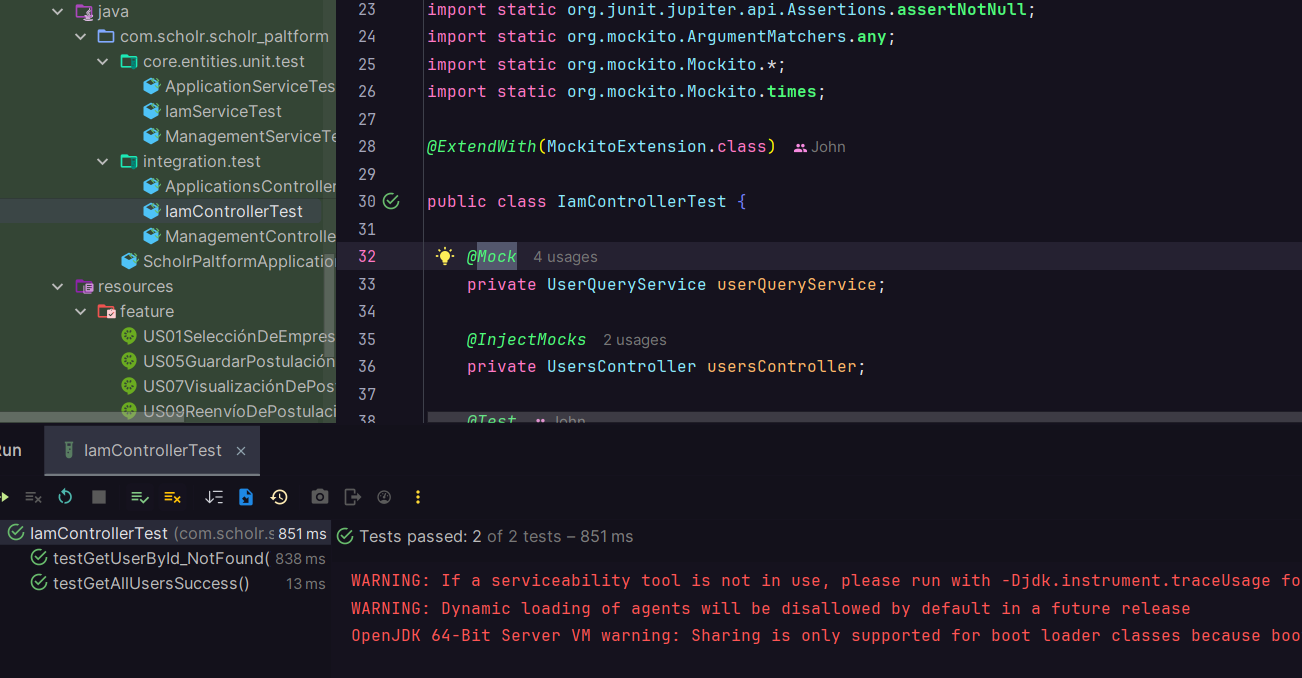 java
com.scholr.scholr_paltform
core.entities.unit.test
ApplicationServiceTes
IamServiceTest
ManagementServiceTe
integration.test
ApplicationsController
IamControllerTest
ManagementControlle
ScholrPaltformApplicatio
resources
feature
US01SelecciónDeEmpres
US05GuardarPostulación
US07VisualizaciónDePos
US09ReenvíoDePostulaci
23 import static org.junit.jupiter.api.Assertions.assertNotNull;
24 import static org.mockito.ArgumentMatchers.any;
25 import static org.mockito.Mockito.*;
26 import static org.mockito.Mockito.times;
27
28 @ExtendWith(MockitoExtension.class) John
29
30 public class IamControllerTest {
31
32 @Mock 4 usages
33 private UserQueryService userQueryService;
34
35 @InjectMocks 2 usages
36 private UsersController usersController;
37
38 @Test John
Run IamControllerTest ×
IamControllerTest (com.scholr.s 851 ms
testGetUserById_NotFound( 838 ms
testGetAllUsersSuccess() 13 ms
Tests passed: 2 of 2 tests – 851 ms
WARNING: If a serviceability tool is not in use, please run with -Djdk.instrument.traceUsage fo
WARNING: Dynamic loading of agents will be disallowed by default in a future release
OpenJDK 64-Bit Server VM warning: Sharing is only supported for boot loader classes because boo